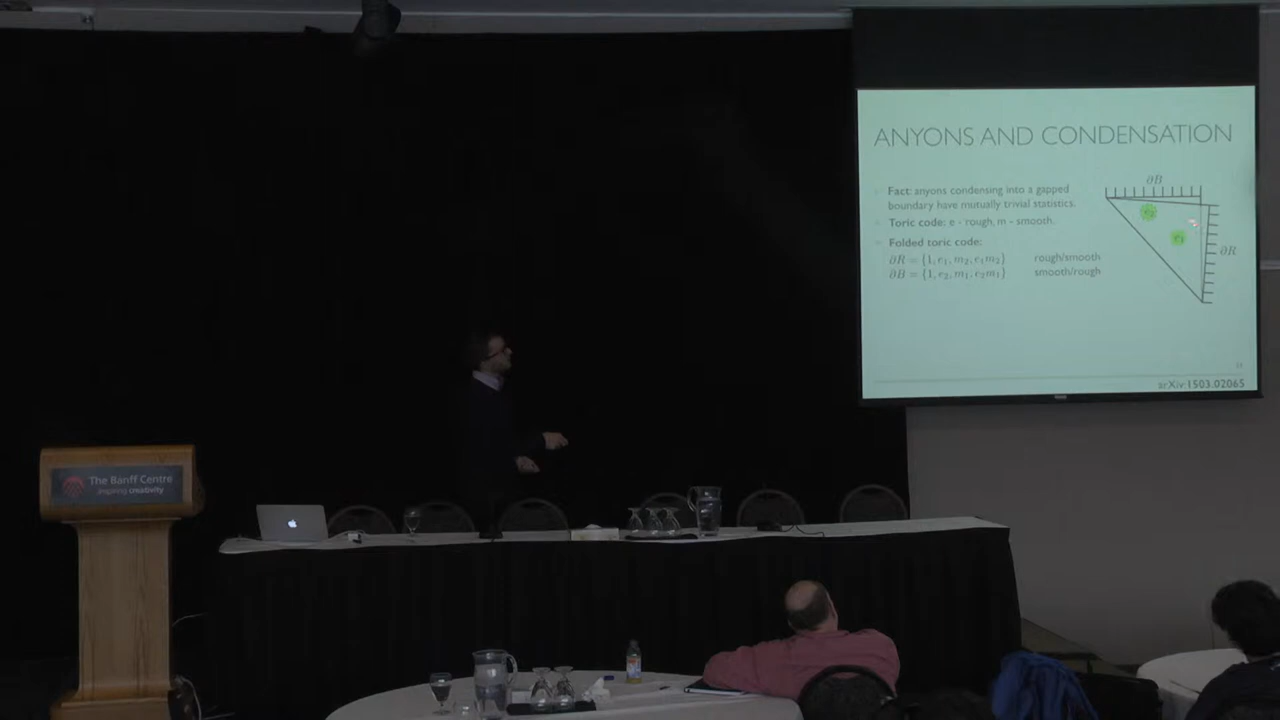 ANYONS AND CONDENSATION
Fact: anyons condensing into a gapped
boundary have mutually trivial statistics.
Toric code: e - rough, m - smooth.
Folded toric code:
∂R = {1, e₁, m₂, e₁m₂} rough/smooth
∂B = {1, e₂, m₁, e₂m₁} smooth/rough
∂B
e₂
e₁
∂R
arXiv:1503.02065
The Banff Centre
inspiring creativity